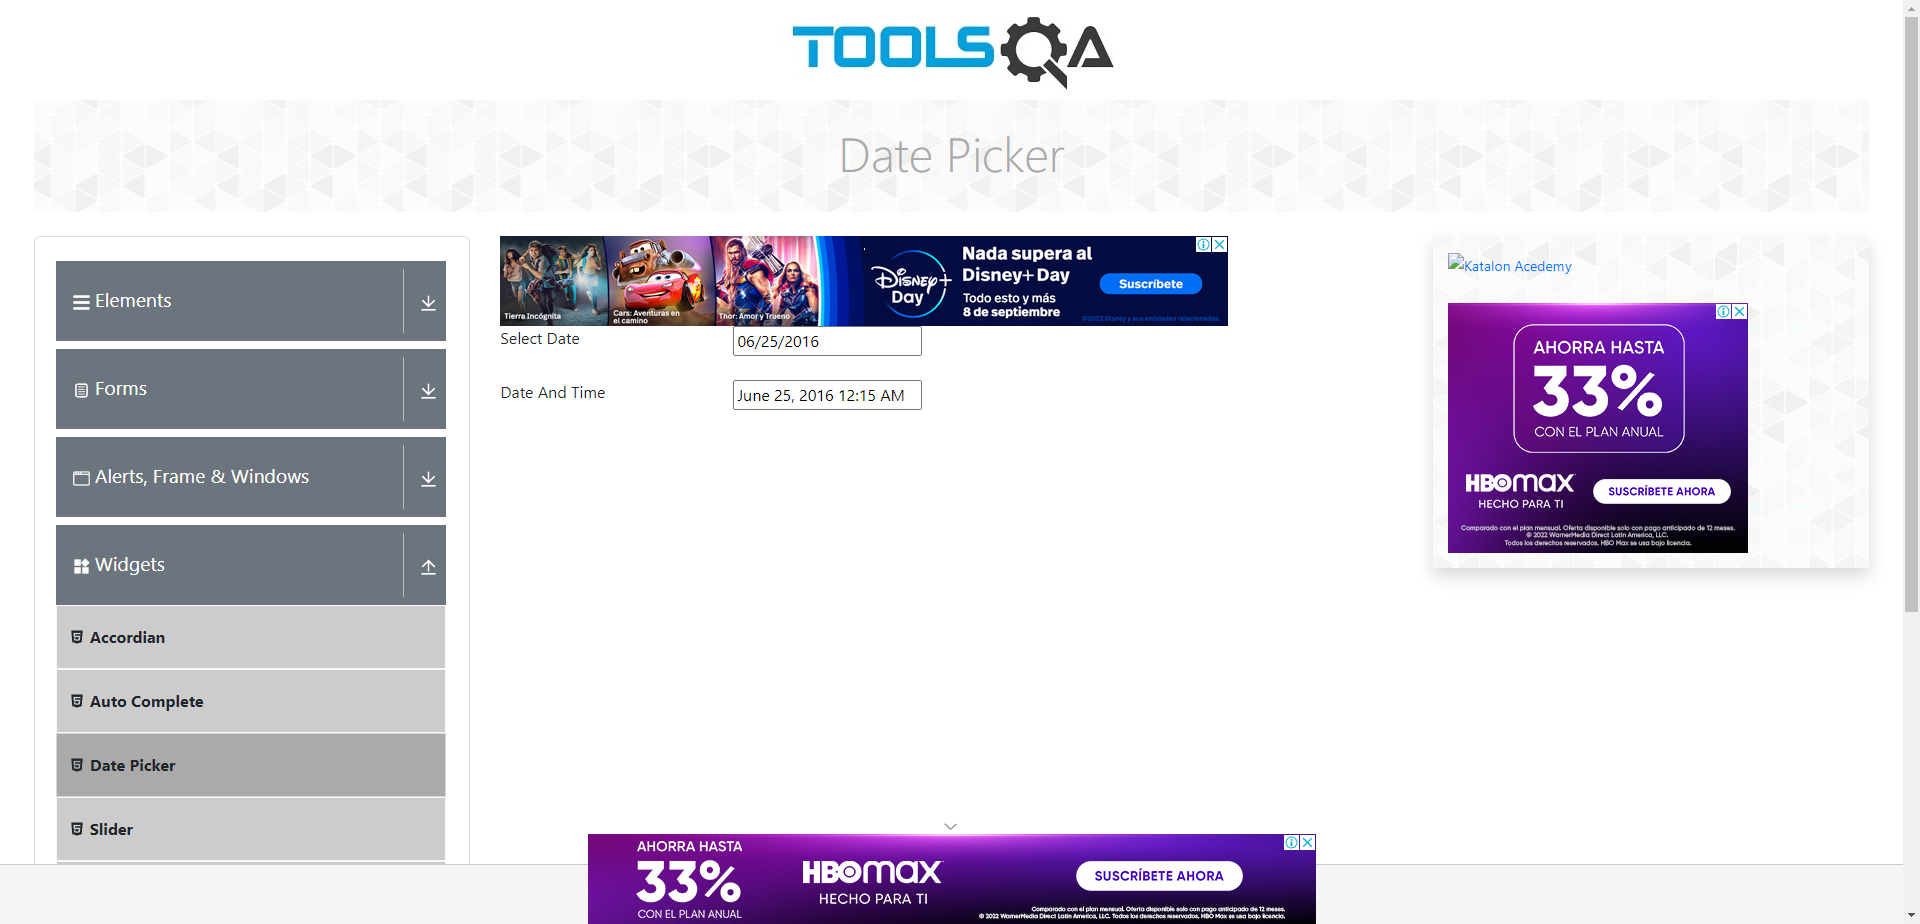 TOOLSQA
Date Picker
Elements
Forms
Alerts, Frame & Windows
Widgets
Accordian
Auto Complete
Date Picker
Slider
Tierra Incógnita
Cars: Aventuras en
el camino
Thor: Amor y Trueno
Disney+
Day
Nada supera al
Disney+ Day
Todo esto y más
8 de septiembre
Suscríbete
©2022 Disney y sus entidades relacionadas.
Select Date
06/25/2016
Date And Time
June 25, 2016 12:15 AM
Katalon Acedemy
AHORRA HASTA
33%
CON EL PLAN ANUAL
HBOMAX
HECHO PARA TI
SUSCRÍBETE AHORA
Comparado con el plan mensual. Oferta disponible solo con pago anticipado de 12 meses.
© 2022 WarnerMedia Direct Latin America, LLC.
Todos los derechos reservados. HBO Max se usa bajo licencia.
AHORRA HASTA
33%
CON EL PLAN ANUAL
HBOMAX
HECHO PARA TI
SUSCRÍBETE AHORA
Comparado con el plan mensual. Oferta disponible solo con pago anticipado de 12 meses.
© 2022 WarnerMedia Direct Latin America, LLC. Todos los derechos reservados. HBO Max se usa bajo licencia.